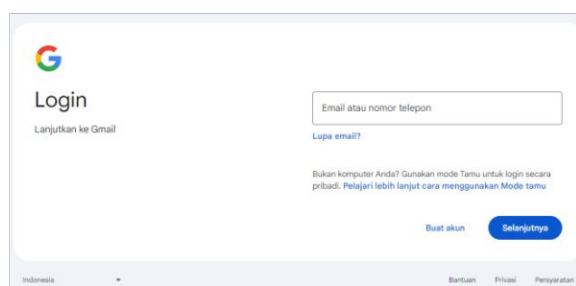 Login
Lanjutkan ke Gmail
Email atau nomor telepon
Lupa email?
Bukan komputer Anda? Gunakan mode Tamu untuk login secara
pribadi. Pelajari lebih lanjut cara menggunakan Mode tamu
Buat akun
Selanjutnya
Indonesia
Bantuan
Privasi
Persyaratan